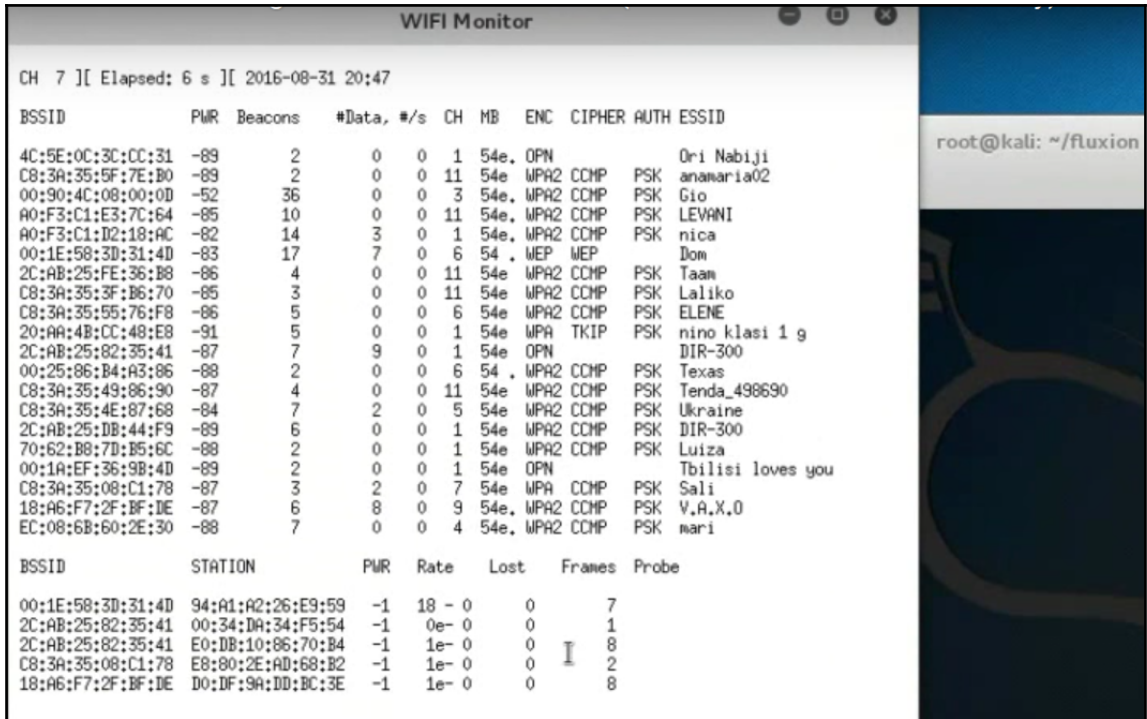 WIFI Monitor
CH 7 ][ Elapsed: 6 s ][ 2016-08-31 20:47
BSSID PWR Beacons #Data, #/s CH MB ENC CIPHER AUTH ESSID
4C:5E:0C:3C:CC:31 -89 2 0 0 1 54e. OPN Ori Nabiji
C8:3A:35:5F:7E:B0 -89 2 0 0 11 54e WPA2 CCMP PSK anamaria02
00:90:4C:08:00:0D -52 36 0 0 3 54e. WPA2 CCMP PSK Gio
A0:F3:C1:E3:7C:64 -85 10 0 0 11 54e. WPA2 CCMP PSK LEVANI
A0:F3:C1:D2:18:AC -82 14 3 0 1 54e. WPA2 CCMP PSK nica
00:1E:58:3D:31:4D -83 17 7 0 6 54 . WEP WEP Dom
2C:AB:25:FE:36:B8 -86 4 0 0 11 54e WPA2 CCMP PSK Taam
C8:3A:35:3F:B6:70 -85 3 0 0 11 54e WPA2 CCMP PSK Laliko
C8:3A:35:55:76:F8 -86 5 0 0 6 54e WPA2 CCMP PSK ELENE
20:AA:4B:CC:48:E8 -91 5 0 0 1 54e WPA TKIP PSK nino klasi 1 g
2C:AB:25:82:35:41 -87 7 9 0 1 54e OPN DIR-300
00:25:86:B4:A3:86 -88 2 0 0 6 54 . WPA2 CCMP PSK Texas
C8:3A:35:49:86:90 -87 4 0 0 11 54e WPA2 CCMP PSK Tenda_498690
C8:3A:35:4E:87:68 -84 7 2 0 5 54e WPA2 CCMP PSK Ukraine
2C:AB:25:DB:44:F9 -89 6 0 0 1 54e WPA2 CCMP PSK DIR-300
70:62:B8:7D:B5:6C -88 2 0 0 1 54e WPA2 CCMP PSK Luiza
00:1A:EF:36:9B:4D -89 2 0 0 1 54e OPN Tbilisi loves you
C8:3A:35:08:C1:78 -87 3 2 0 7 54e WPA CCMP PSK Sali
18:A6:F7:2F:BF:DE -87 6 8 0 9 54e. WPA2 CCMP PSK V.A.X.O
EC:08:6B:60:2E:30 -88 7 0 0 4 54e. WPA2 CCMP PSK mari
BSSID STATION PWR Rate Lost Frames Probe
00:1E:58:3D:31:4D 94:A1:A2:26:E9:59 -1 18 - 0 0 7
2C:AB:25:82:35:41 00:34:DA:34:F5:54 -1 0e- 0 0 1
2C:AB:25:82:35:41 E0:DB:10:86:70:B4 -1 1e- 0 0 8
C8:3A:35:08:C1:78 E8:80:2E:AD:68:B2 -1 1e- 0 0 2
18:A6:F7:2F:BF:DE D0:DF:9A:DD:BC:3E -1 1e- 0 0 8
root@kali: ~/fluxion